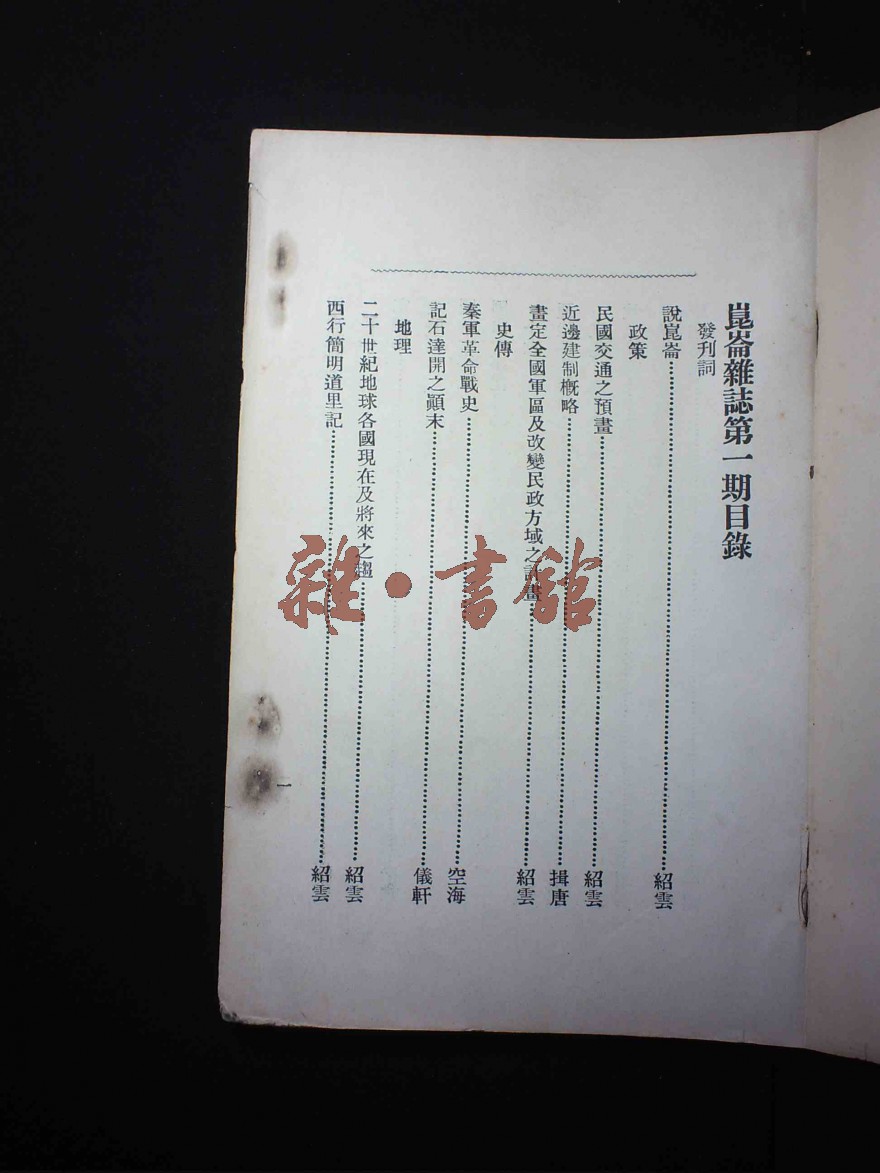 崑崙雜誌第一期目錄
發刊詞
說崑崙⋯⋯紹雲
政策
民國交通之預畫⋯⋯紹雲
近邊建制概略⋯⋯揖唐
畫定全國軍區及改變民政方域之計畫⋯⋯紹雲
史傳
秦軍革命戰史⋯⋯空海
記石達開之顚末⋯⋯儀軒
地理
二十世紀地球各國現在及將來之趨⋯⋯紹雲
西行簡明道里記⋯⋯紹雲
一
雜·書館